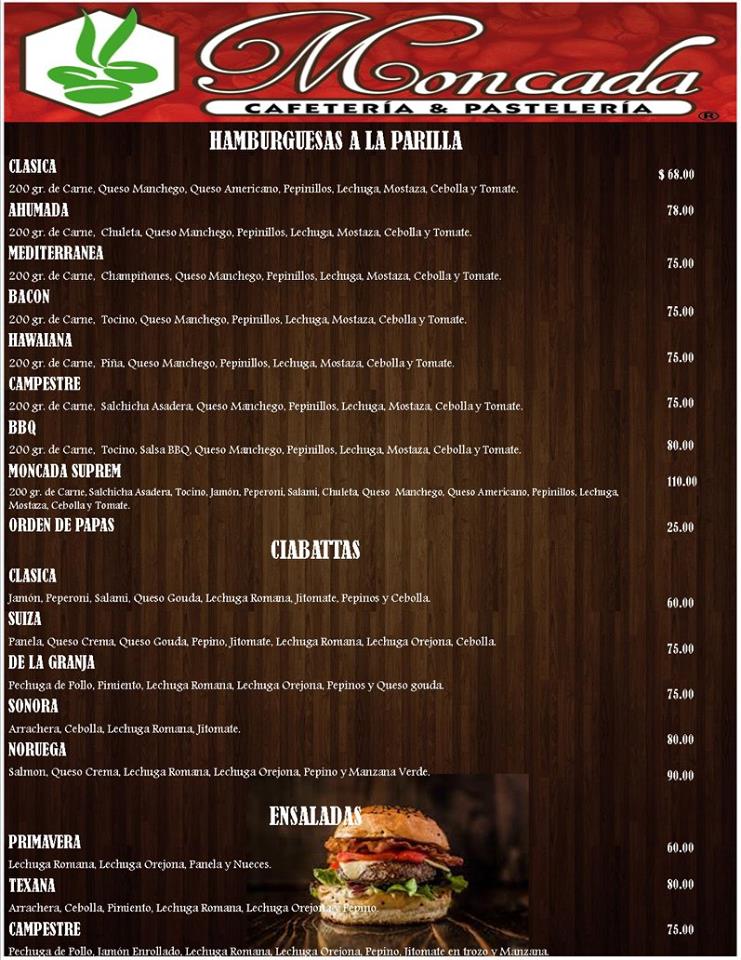 Moncada
CAFETERÍA & PASTELERÍA
®
HAMBURGUESAS A LA PARILLA
CLASICA
$ 68.00
200 gr. de Carne, Queso Manchego, Queso Americano, Pepinillos, Lechuga, Mostaza, Cebolla y Tomate.
AHUMADA
78.00
200 gr. de Carne, Chuleta, Queso Manchego, Pepinillos, Lechuga, Mostaza, Cebolla y Tomate.
MEDITERRANEA
75.00
200 gr. de Carne, Champiñones, Queso Manchego, Pepinillos, Lechuga, Mostaza, Cebolla y Tomate.
BACON
75.00
200 gr. de Carne, Tocino, Queso Manchego, Pepinillos, Lechuga, Mostaza, Cebolla y Tomate.
HAWAIANA
75.00
200 gr. de Carne, Piña, Queso Manchego, Pepinillos, Lechuga, Mostaza, Cebolla y Tomate.
CAMPESTRE
75.00
200 gr. de Carne, Salchicha Asadera, Queso Manchego, Pepinillos, Lechuga, Mostaza, Cebolla y Tomate.
BBQ
80.00
200 gr. de Carne, Tocino, Salsa BBQ, Queso Manchego, Pepinillos, Lechuga, Mostaza, Cebolla y Tomate.
MONCADA SUPREM
110.00
200 gr. de Carne, Salchicha Asadera, Tocino, Jamón, Peperoni, Salami, Chuleta, Queso Manchego, Queso Americano, Pepinillos, Lechuga,
Mostaza, Cebolla y Tomate.
ORDEN DE PAPAS
25.00
CIABATTAS
CLASICA
Jamón, Peperoni, Salami, Queso Gouda, Lechuga Romana, Jitomate, Pepinos y Cebolla.
60.00
SUIZA
Panela, Queso Crema, Queso Gouda, Pepino, Jitomate, Lechuga Romana, Lechuga Orejona, Cebolla.
75.00
DE LA GRANJA
Pechuga de Pollo, Pimiento, Lechuga Romana, Lechuga Orejona, Pepinos y Queso gouda.
75.00
SONORA
Arrachera, Cebolla, Lechuga Romana, Jitomate.
80.00
NORUEGA
Salmon, Queso Crema, Lechuga Romana, Lechuga Orejona, Pepino y Manzana Verde.
90.00
ENSALADAS
PRIMAVERA
60.00
Lechuga Romana, Lechuga Orejona, Panela y Nueces.
TEXANA
80.00
Arrachera, Cebolla, Pimiento, Lechuga Romana, Lechuga Orejona y Pepino.
CAMPESTRE
75.00
Pechuga de Pollo, Jamón Enrollado, Lechuga Romana, Lechuga Orejona, Pepino, Jitomate en trozo y Manzana.